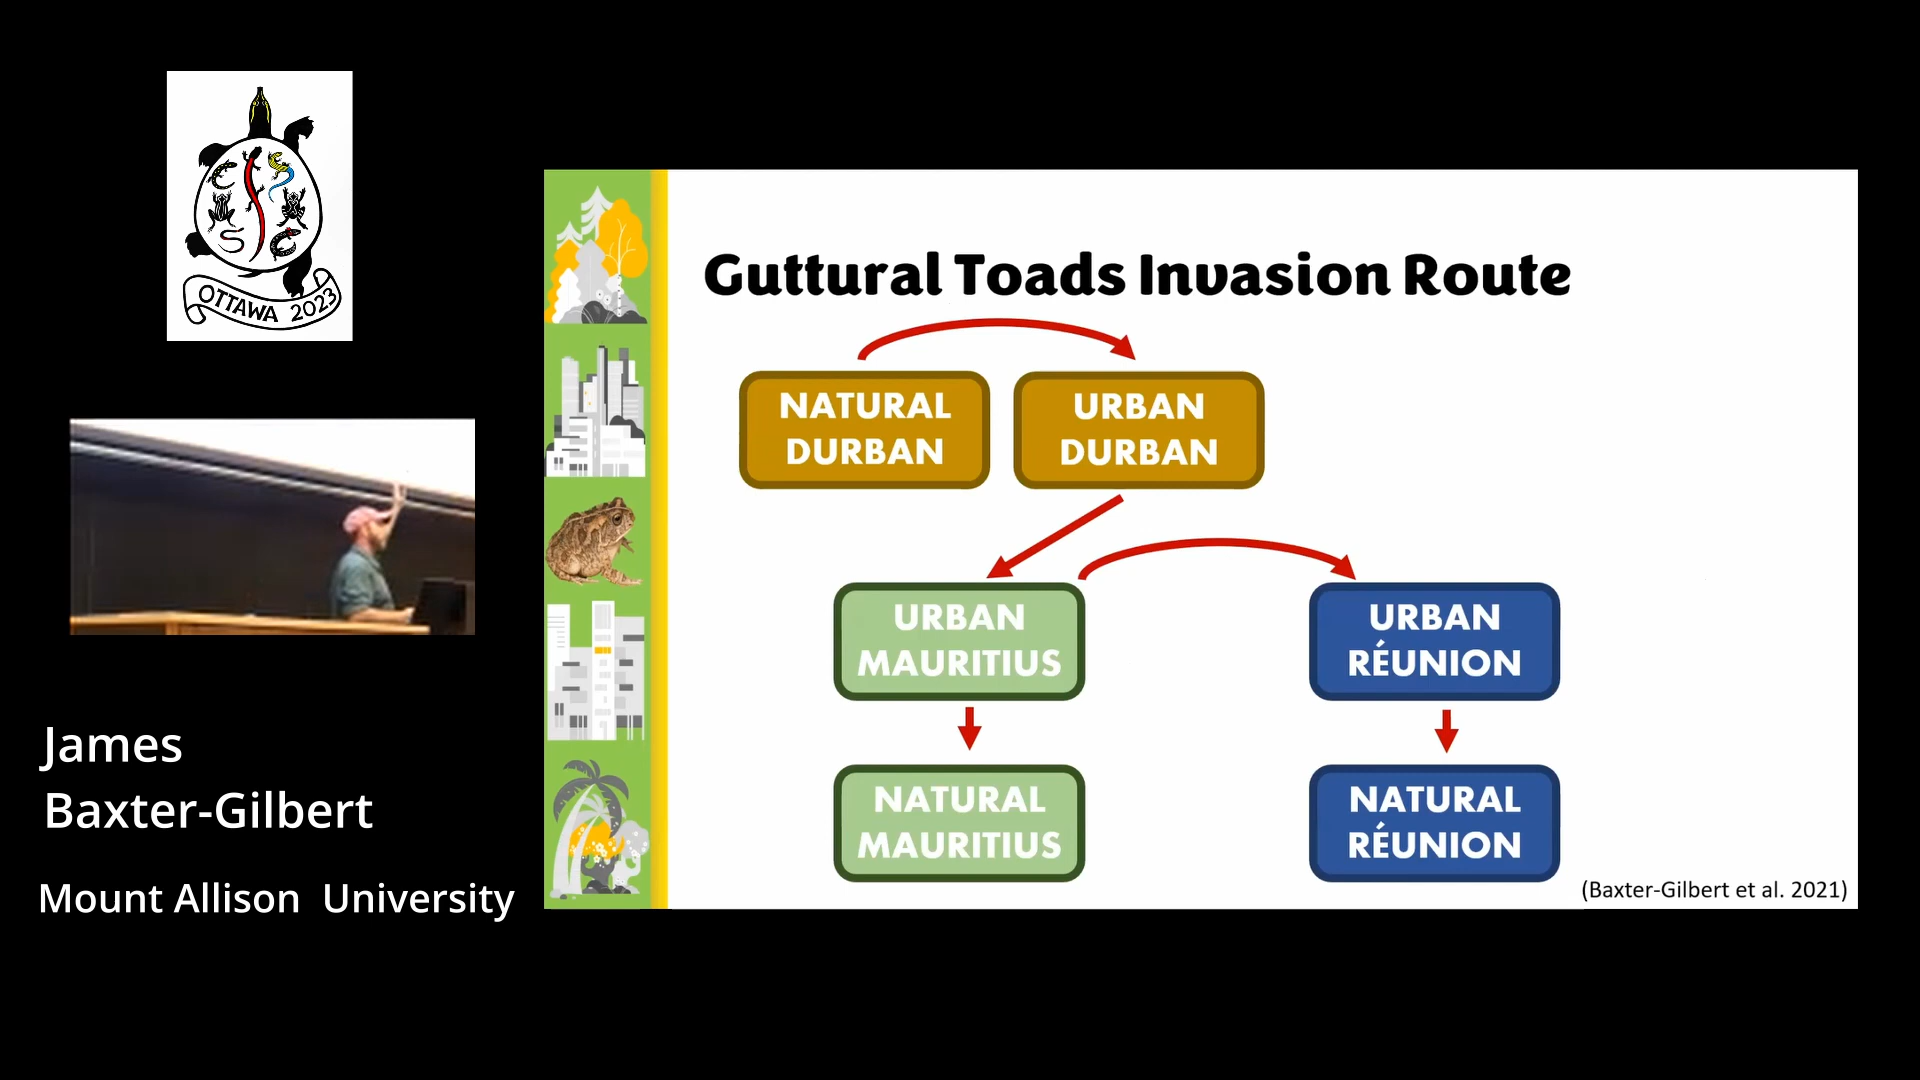 OTTAWA 2023
James
Baxter-Gilbert
Mount Allison University
Guttural Toads Invasion Route
NATURAL
DURBAN
URBAN
DURBAN
URBAN
MAURITIUS
URBAN
RÉUNION
NATURAL
MAURITIUS
NATURAL
RÉUNION
(Baxter-Gilbert et al. 2021)